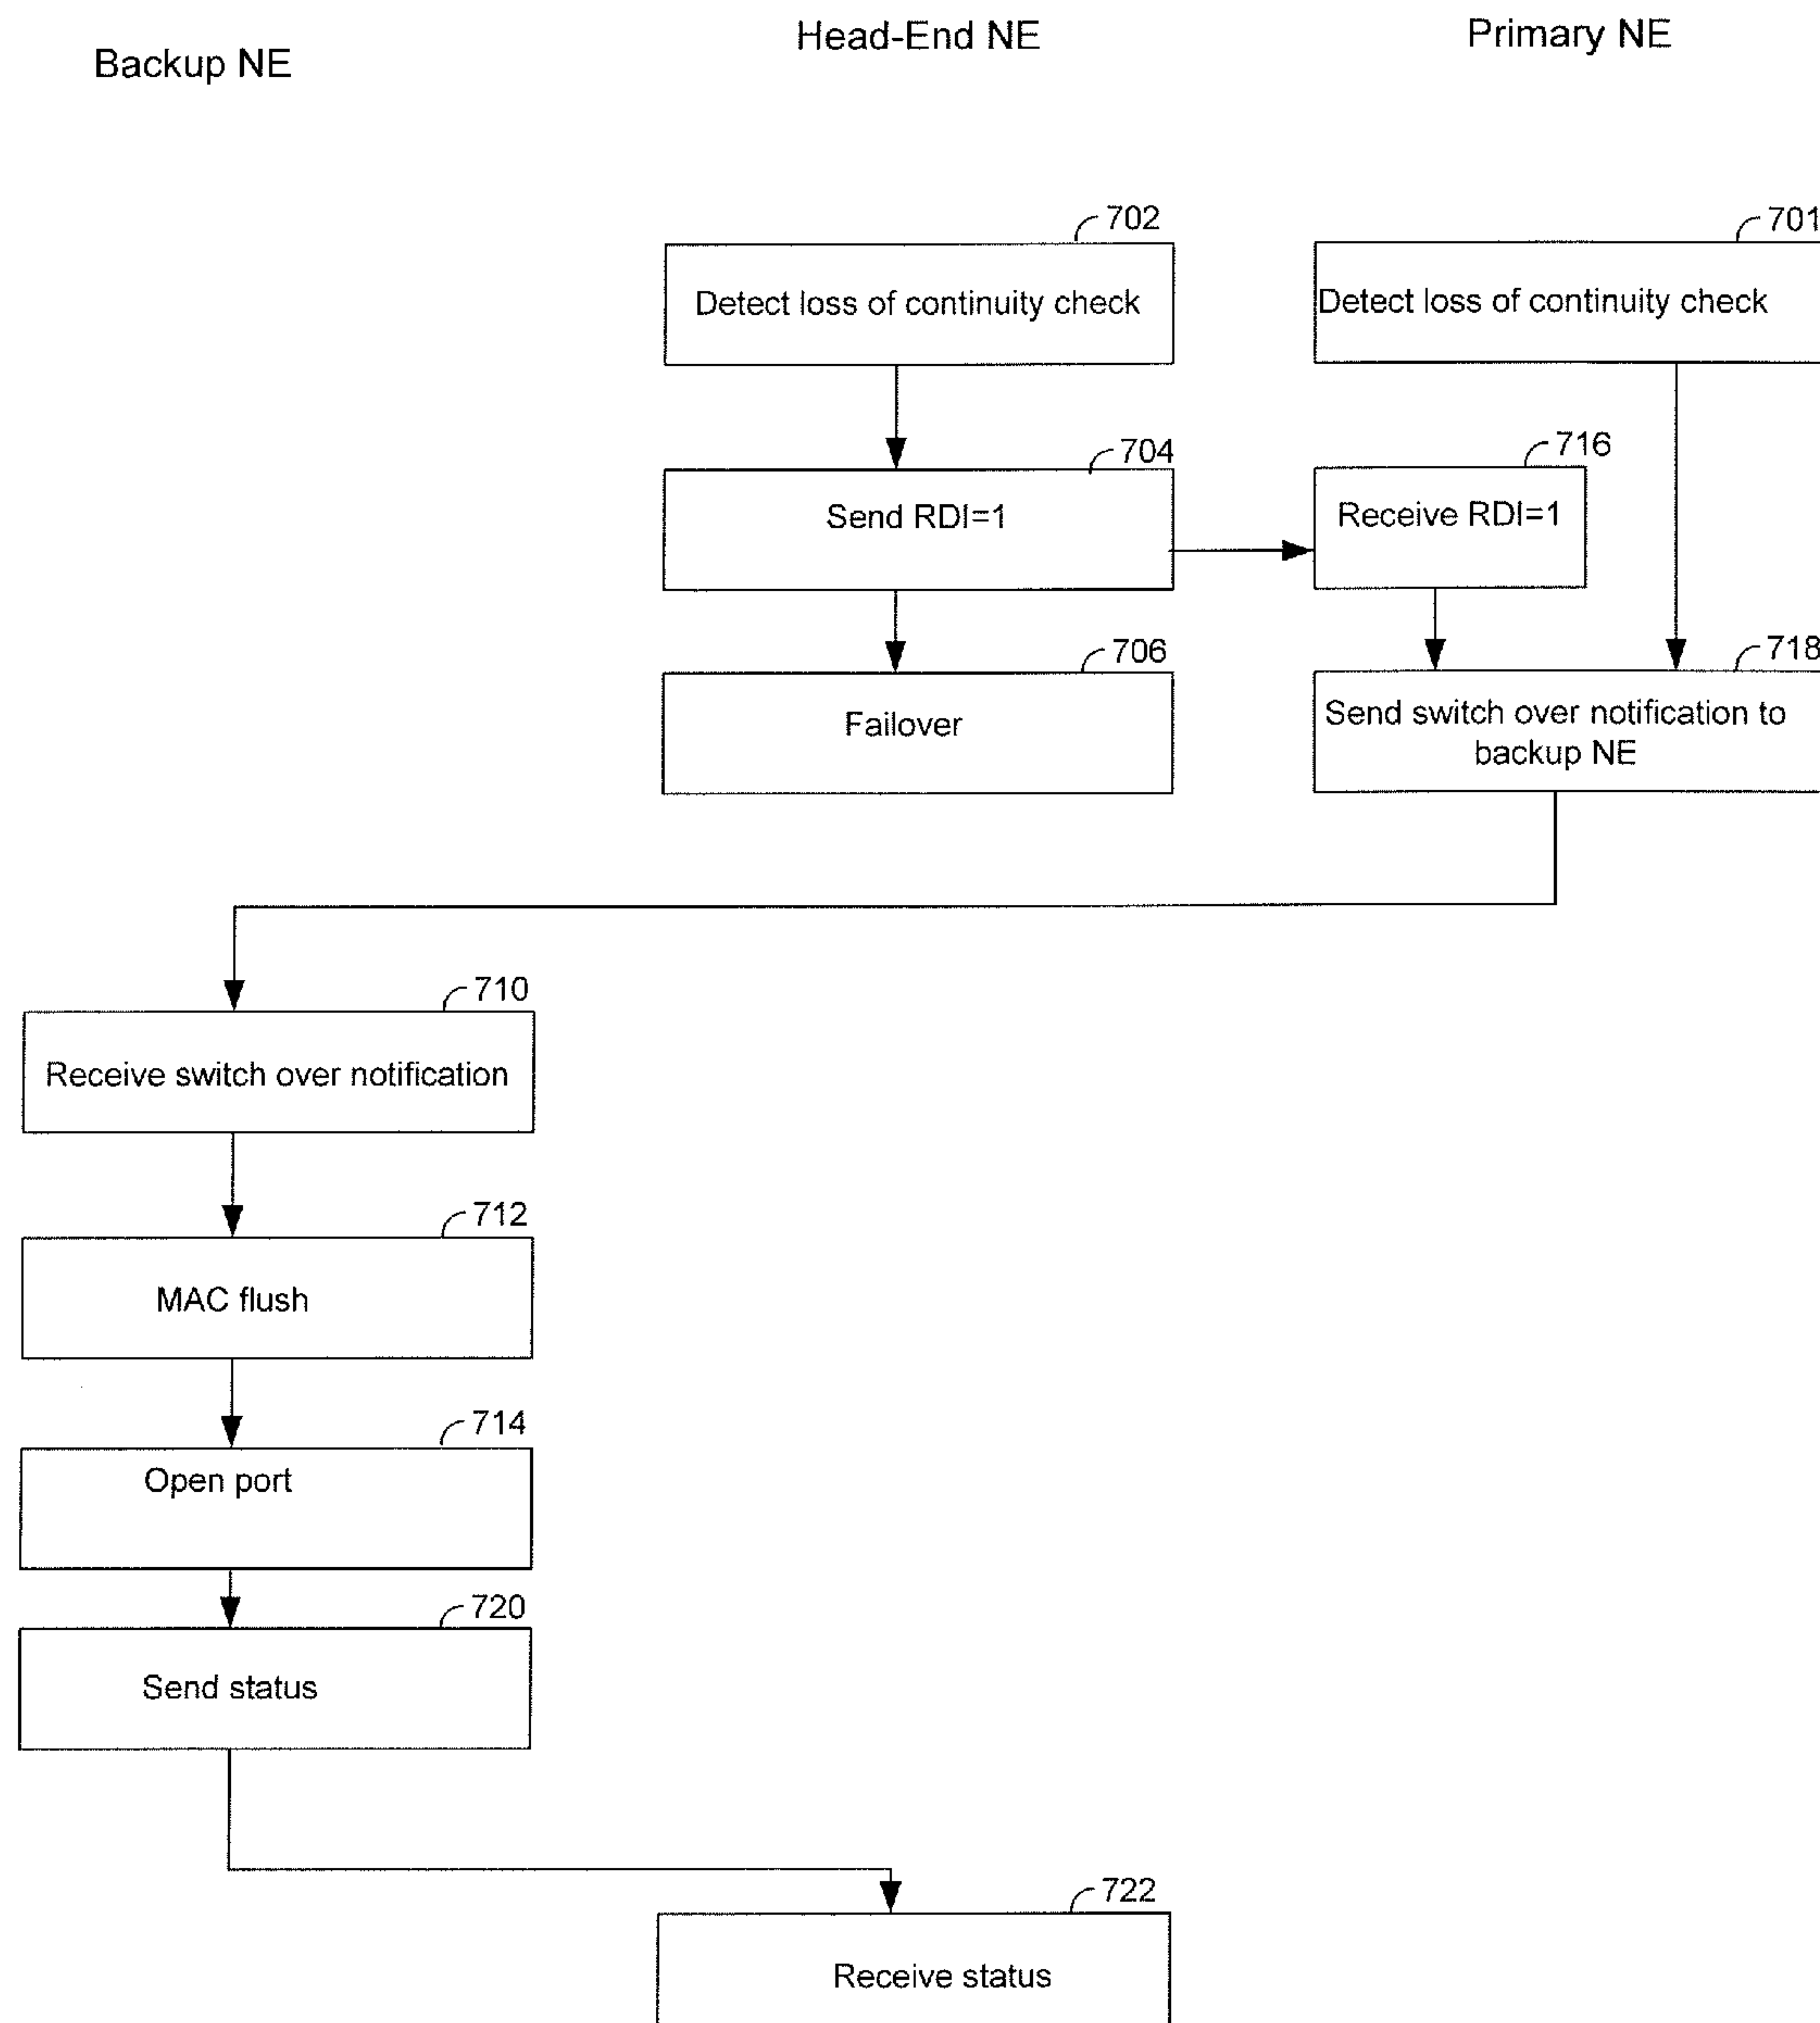 Backup NE
Head-End NE
Primary NE
702
Detect loss of continuity check
701
Detect loss of continuity check
704
Send RDI=1
716
Receive RDI=1
706
Failover
718
Send switch over notification to
backup NE
710
Receive switch over notification
712
MAC flush
714
Open port
720
Send status
722
Receive status